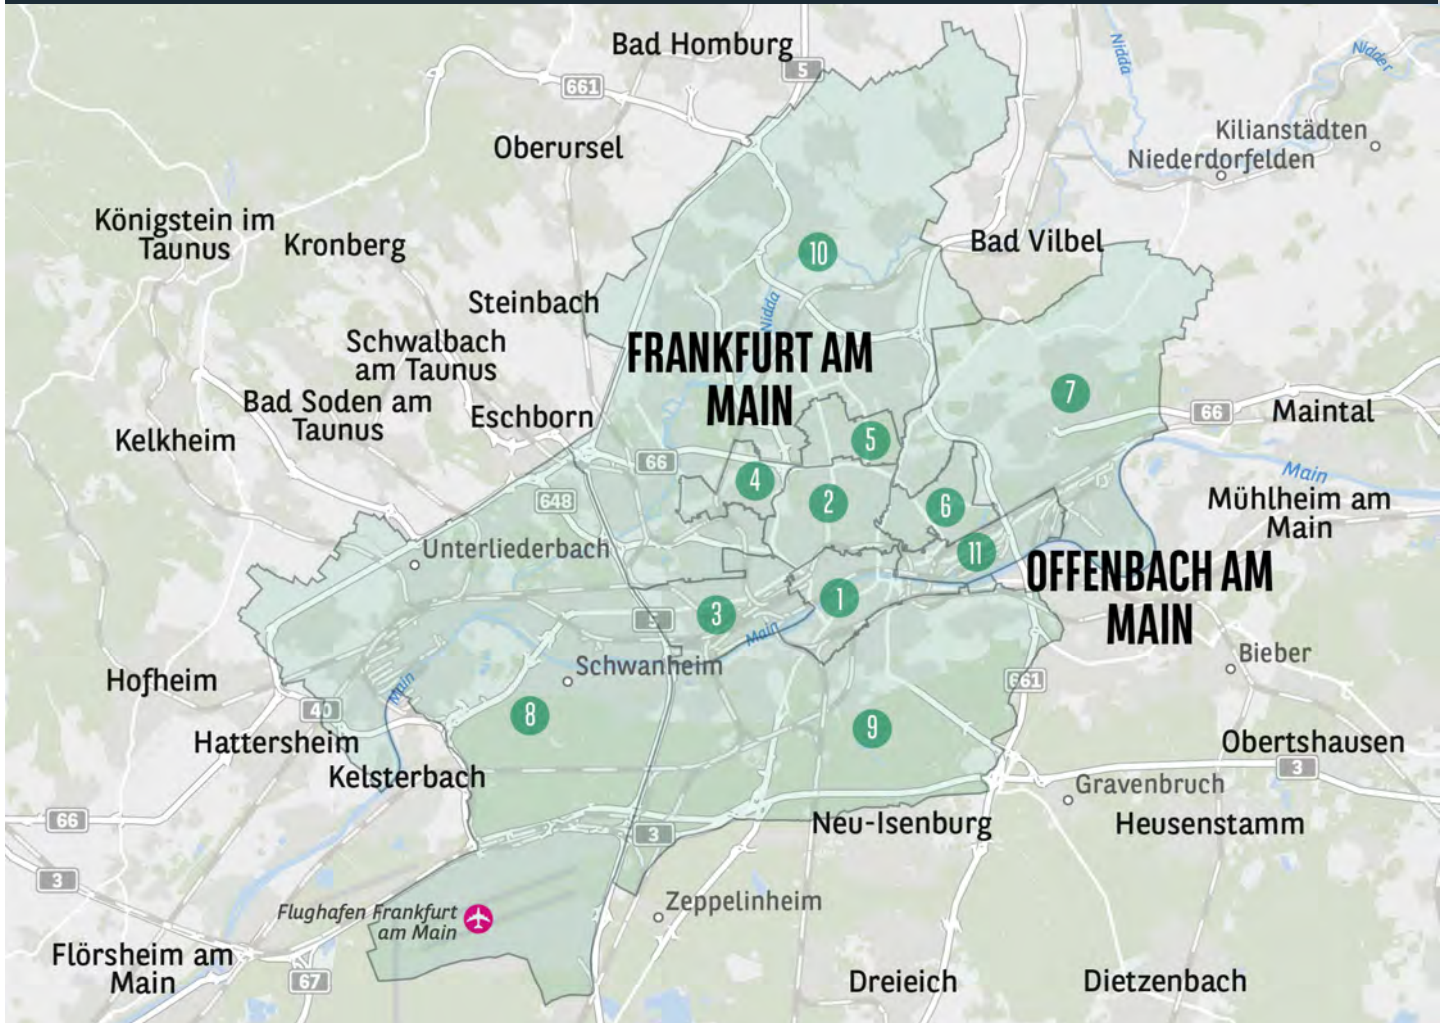 Bad Homburg
5
661
Nidda
Nidder
Oberursel
Kilianstädten
Niederdorfelden
Königstein im
Taunus
Kronberg
Bad Vilbel
10
Steinbach
Nidda
Schwalbach
am Taunus
FRANKFURT AM
MAIN
7
Bad Soden am
Taunus
Eschborn
66
Maintal
Kelkheim
5
66
4
Main
648
2
6
Mühlheim am
Main
Unterliederbach
11
OFFENBACH AM
MAIN
1
3
5
Main
Schwanheim
Bieber
Hofheim
Main
661
40
8
9
Hattersheim
Obertshausen
3
Kelsterbach
Gravenbruch
66
Neu-Isenburg
Heusenstamm
3
3
Zeppelinheim
Flughafen Frankfurt
am Main
Flörsheim am
Main
67
Dreieich
Dietzenbach